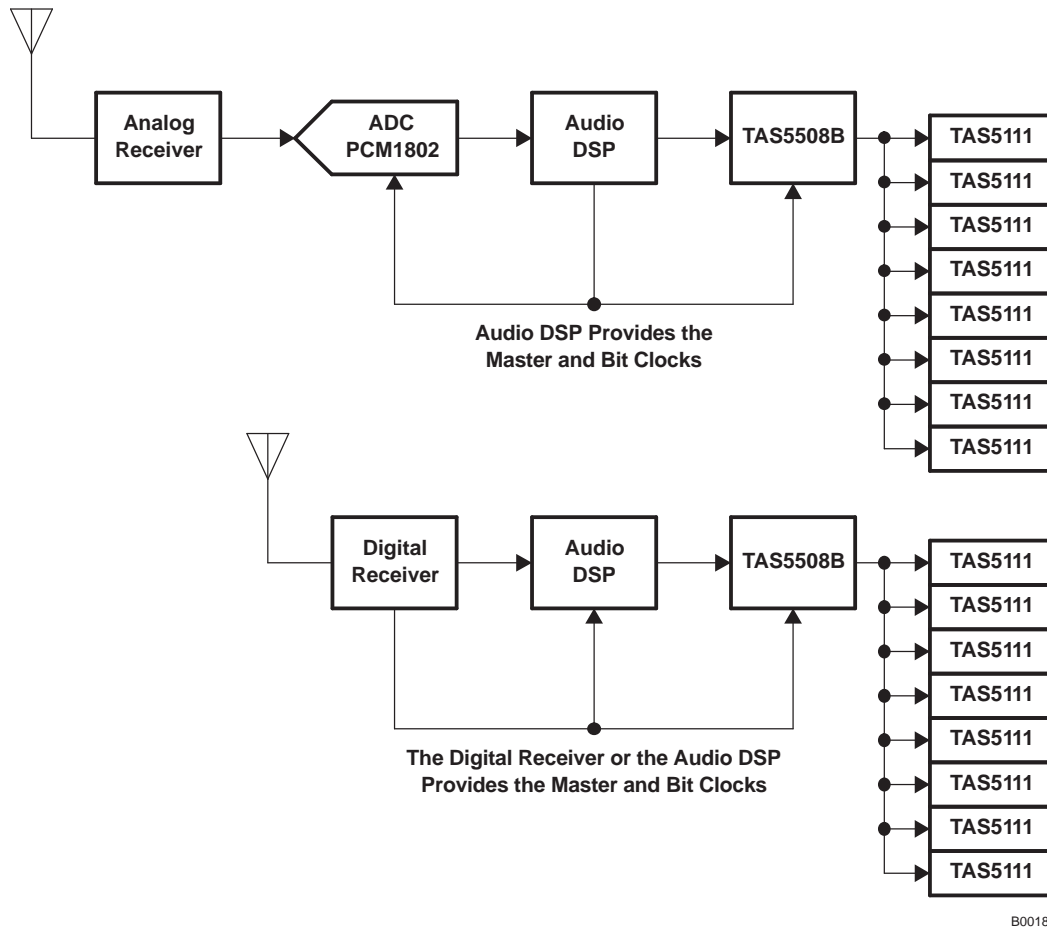 Analog
Receiver
ADC
PCM1802
Audio
DSP
TAS5508B
TAS5111
TAS5111
TAS5111
TAS5111
TAS5111
TAS5111
TAS5111
TAS5111
Audio DSP Provides the
Master and Bit Clocks
Digital
Receiver
Audio
DSP
TAS5508B
TAS5111
TAS5111
TAS5111
TAS5111
TAS5111
TAS5111
TAS5111
TAS5111
The Digital Receiver or the Audio DSP
Provides the Master and Bit Clocks
B0018